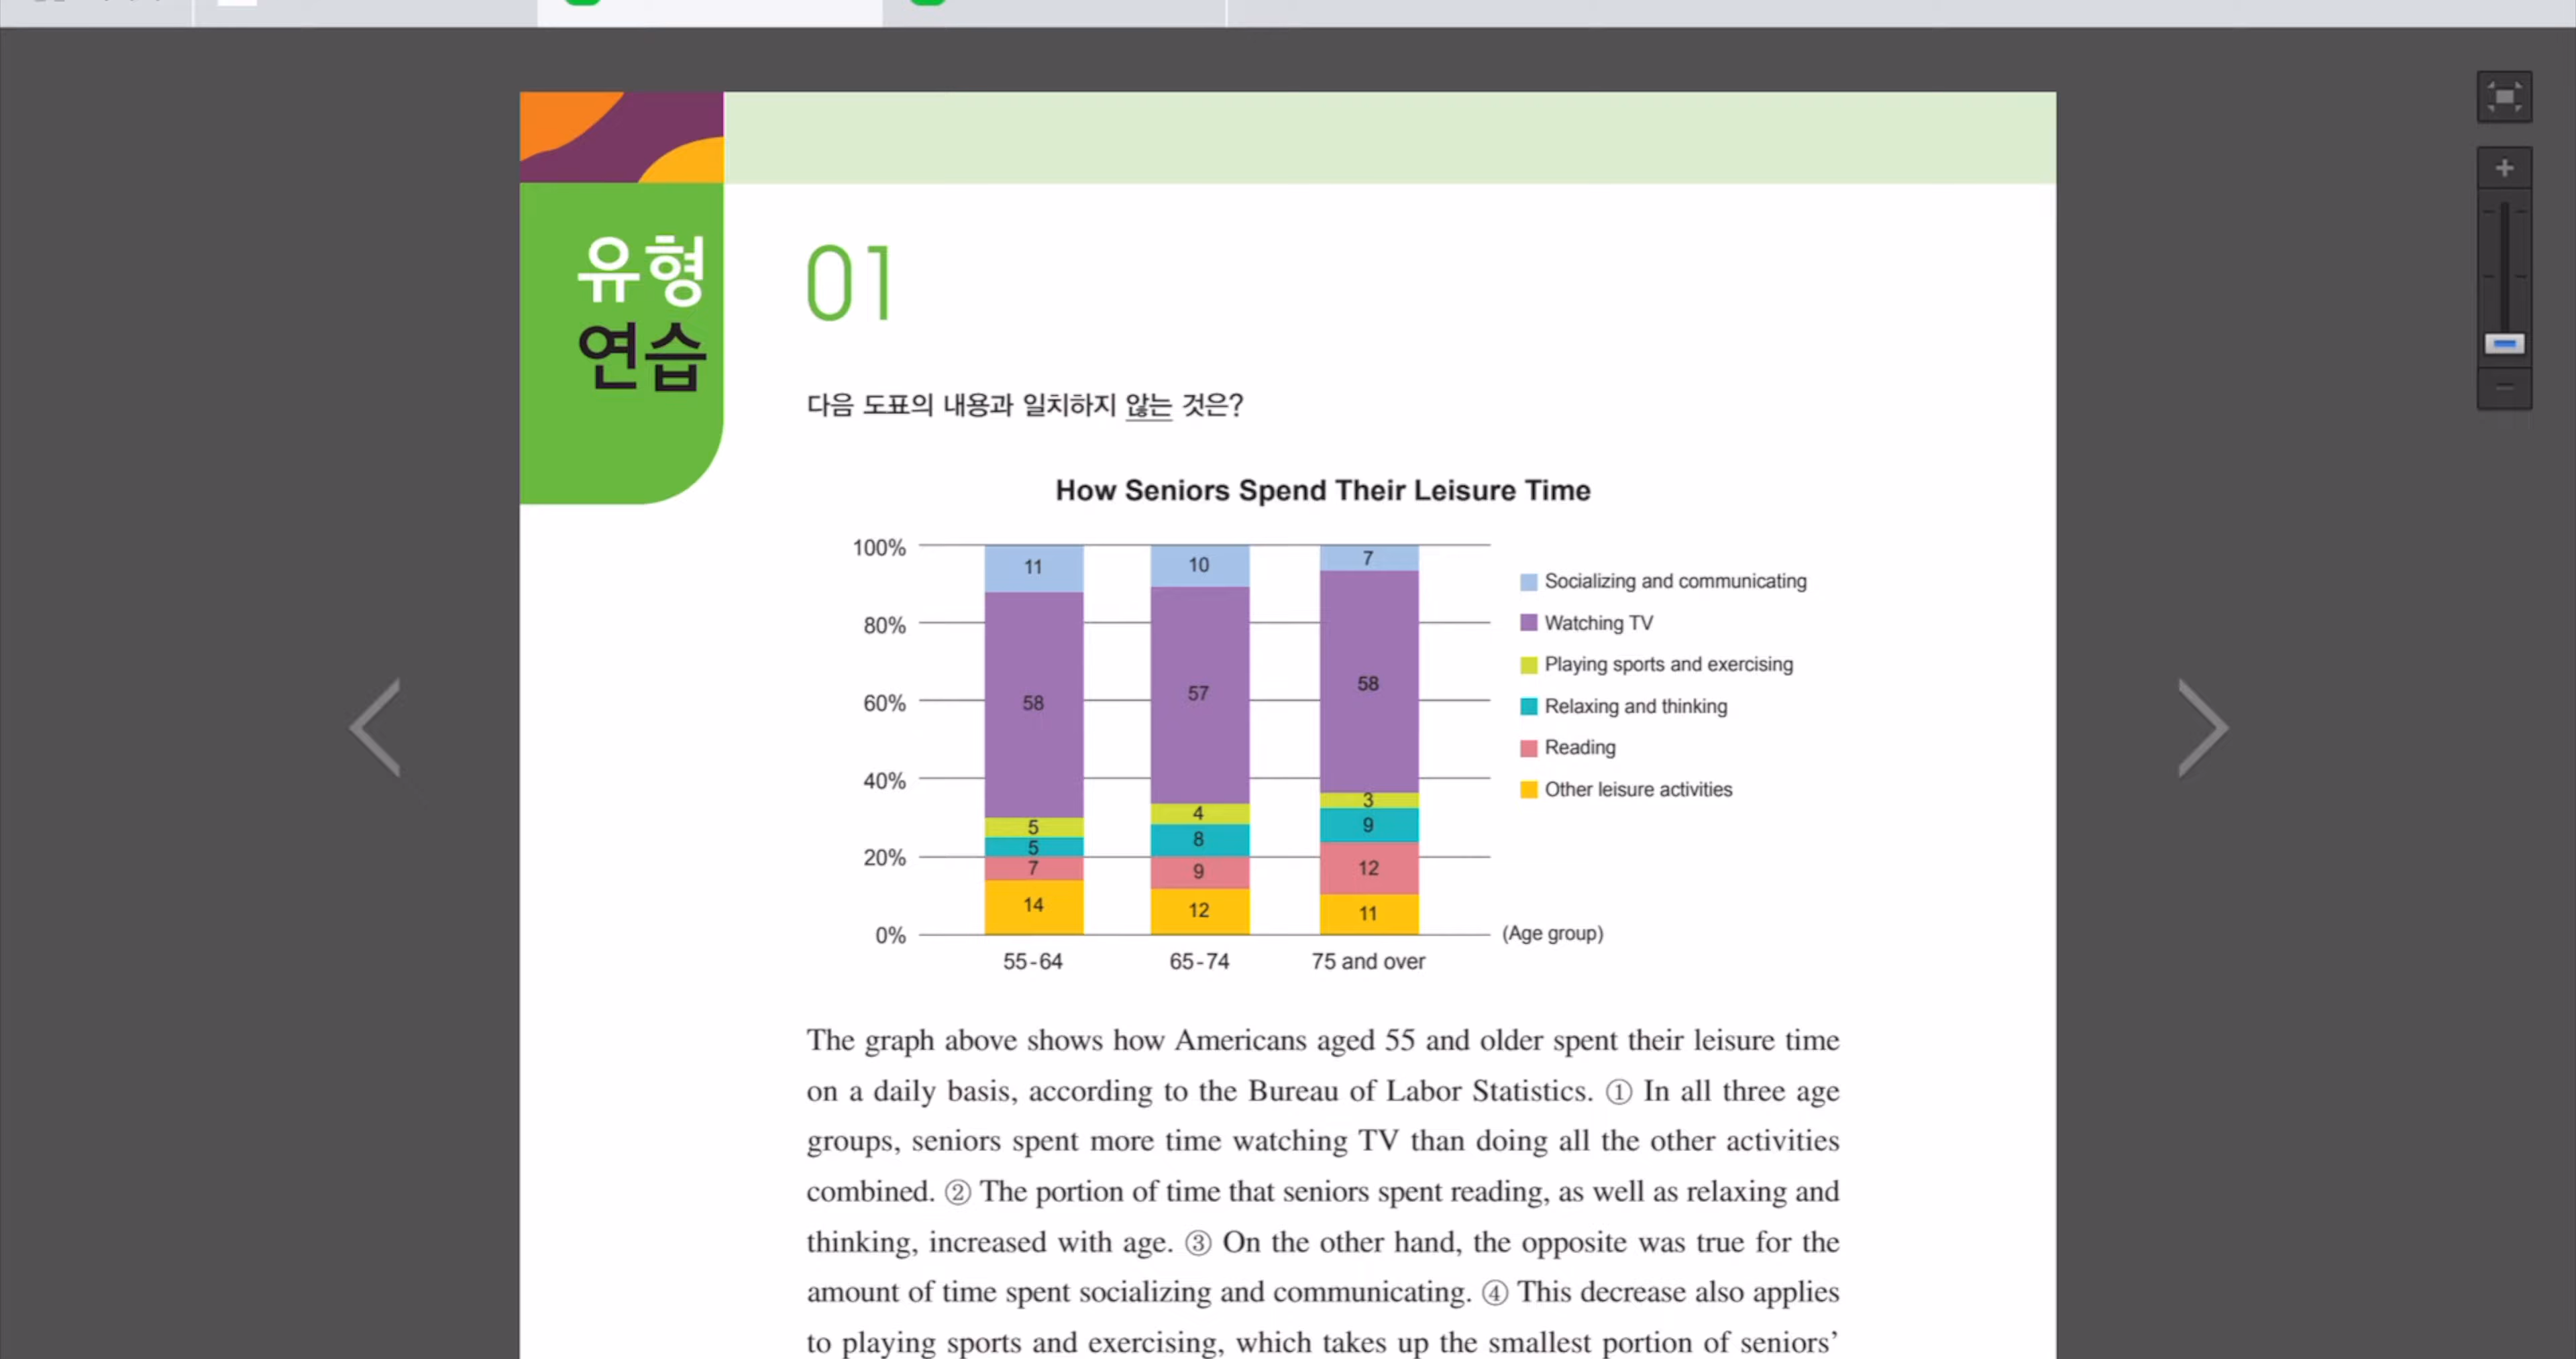 유형
연습
01
다음 도표의 내용과 일치하지 않는 것은?
How Seniors Spend Their Leisure Time
100%
80%
60%
40%
20%
0%
11
58
5
5
7
14
10
57
4
8
9
12
7
58
3
9
12
11
55-64
65-74
75 and over
(Age group)
Socializing and communicating
Watching TV
Playing sports and exercising
Relaxing and thinking
Reading
Other leisure activities
The graph above shows how Americans aged 55 and older spent their leisure time
on a daily basis, according to the Bureau of Labor Statistics. ① In all three age
groups, seniors spent more time watching TV than doing all the other activities
combined. ② The portion of time that seniors spent reading, as well as relaxing and
thinking, increased with age. ③ On the other hand, the opposite was true for the
amount of time spent socializing and communicating. ④ This decrease also applies
to playing sports and exercising, which takes up the smallest portion of seniors'